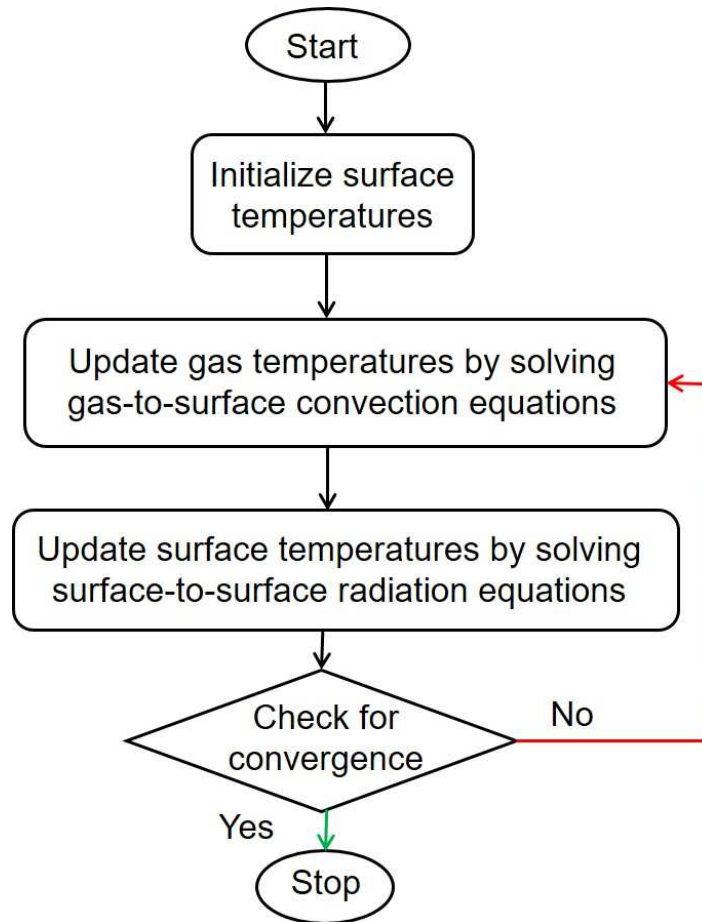 Start
Initialize surface
temperatures
Update gas temperatures by solving
gas-to-surface convection equations
Update surface temperatures by solving
surface-to-surface radiation equations
Check for
convergence
No
Yes
Stop